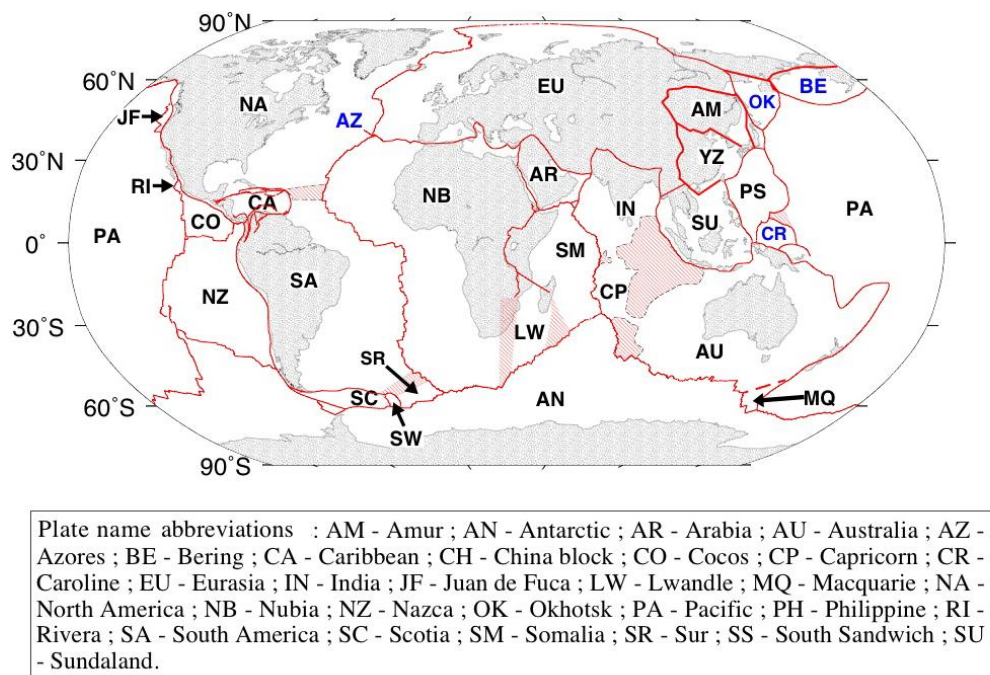 90˚N
60˚N
EU
OK
BE
NA
AM
JF
AZ
YZ
30˚N
AR
PS
RI
NB
CA
IN
PA
CO
SU
CR
PA
0˚
SM
SA
NZ
CP
LW
30˚S
AU
SR
SC
AN
MQ
60˚S
SW
90˚S
Plate name abbreviations : AM - Amur ; AN - Antarctic ; AR - Arabia ; AU - Australia ; AZ -
Azores ; BE - Bering ; CA - Caribbean ; CH - China block ; CO - Cocos ; CP - Capricorn ; CR -
Caroline ; EU - Eurasia ; IN - India ; JF - Juan de Fuca ; LW - Lwandle ; MQ - Macquarie ; NA -
North America ; NB - Nubia ; NZ - Nazca ; OK - Okhotsk ; PA - Pacific ; PH - Philippine ; RI -
Rivera ; SA - South America ; SC - Scotia ; SM - Somalia ; SR - Sur ; SS - South Sandwich ; SU
- Sundaland.